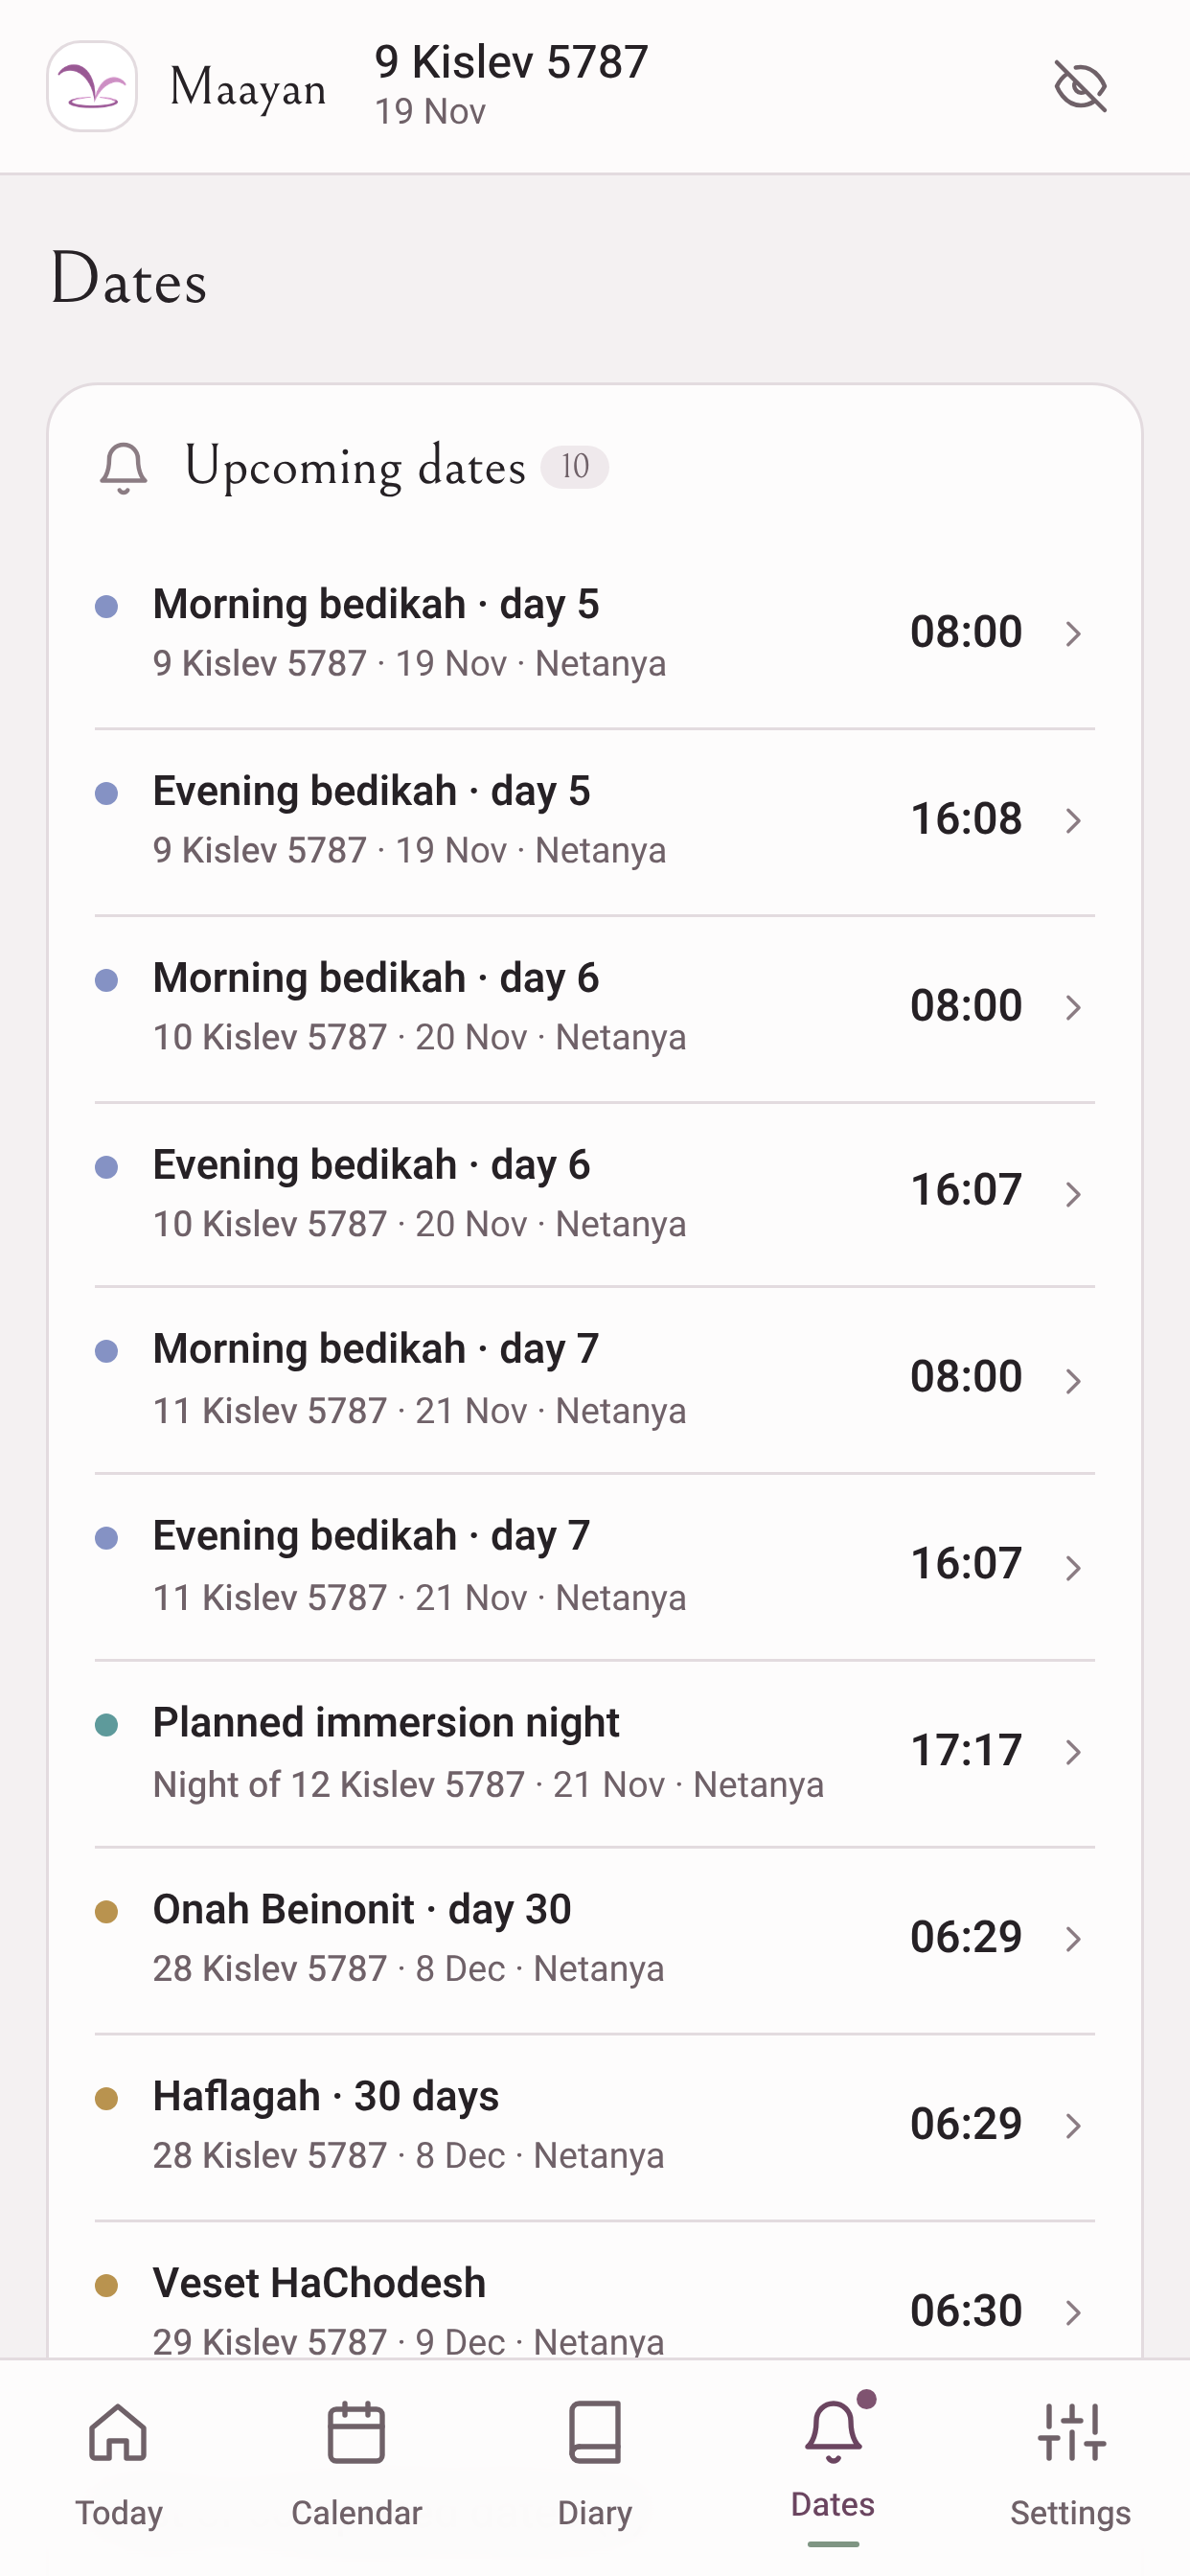 Maayan
9 Kislev 5787
19 Nov
Dates
Upcoming dates 10
Morning bedikah · day 5
9 Kislev 5787 · 19 Nov · Netanya
08:00
Evening bedikah · day 5
9 Kislev 5787 · 19 Nov · Netanya
16:08
Morning bedikah · day 6
10 Kislev 5787 · 20 Nov · Netanya
08:00
Evening bedikah · day 6
10 Kislev 5787 · 20 Nov · Netanya
16:07
Morning bedikah · day 7
11 Kislev 5787 · 21 Nov · Netanya
08:00
Evening bedikah · day 7
11 Kislev 5787 · 21 Nov · Netanya
16:07
Planned immersion night
Night of 12 Kislev 5787 · 21 Nov · Netanya
17:17
Onah Beinonit · day 30
28 Kislev 5787 · 8 Dec · Netanya
06:29
Haflagah · 30 days
28 Kislev 5787 · 8 Dec · Netanya
06:29
Veset HaChodesh
29 Kislev 5787 · 9 Dec · Netanya
06:30
Today
Calendar
Diary
Dates
Settings